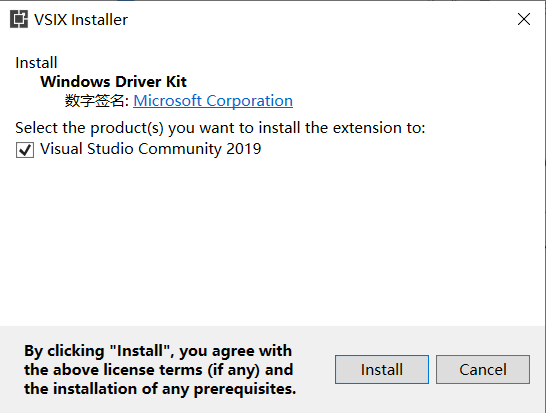 VSIX Installer
Install
Windows Driver Kit
数字签名: Microsoft Corporation
Select the product(s) you want to install the extension to:
Visual Studio Community 2019
By clicking "Install", you agree with
the above license terms (if any) and
the installation of any prerequisites.
Install
Cancel